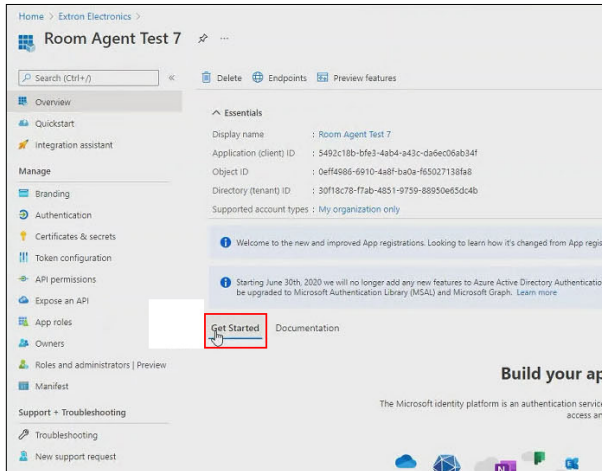 Home > Extron Electronics >
Room Agent Test 7
Search (Ctrl+/)
Delete Endpoints Preview features
Overview
Quickstart
Integration assistant
Manage
Branding
Authentication
Certificates & secrets
Token configuration
API permissions
Expose an API
App roles
Owners
Roles and administrators | Preview
Manifest
Support + Troubleshooting
Troubleshooting
New support request
Essentials
Display name : Room Agent Test 7
Application (client) ID : 5492c18b-bfe3-4ab4-a43c-da6ec06ab34f
Object ID : 0eff4986-6910-4a8f-ba0a-f65027138fa8
Directory (tenant) ID : 30f18c78-f7ab-4851-9759-88950e65dc4b
Supported account types : My organization only
Welcome to the new and improved App registrations. Looking to learn how it's changed from App regis
Starting June 30th, 2020 we will no longer add any new features to Azure Active Directory Authenticatio
be upgraded to Microsoft Authentication Library (MSAL) and Microsoft Graph. Learn more
Get Started Documentation
Build your ap
The Microsoft identity platform is an authentication service
access an